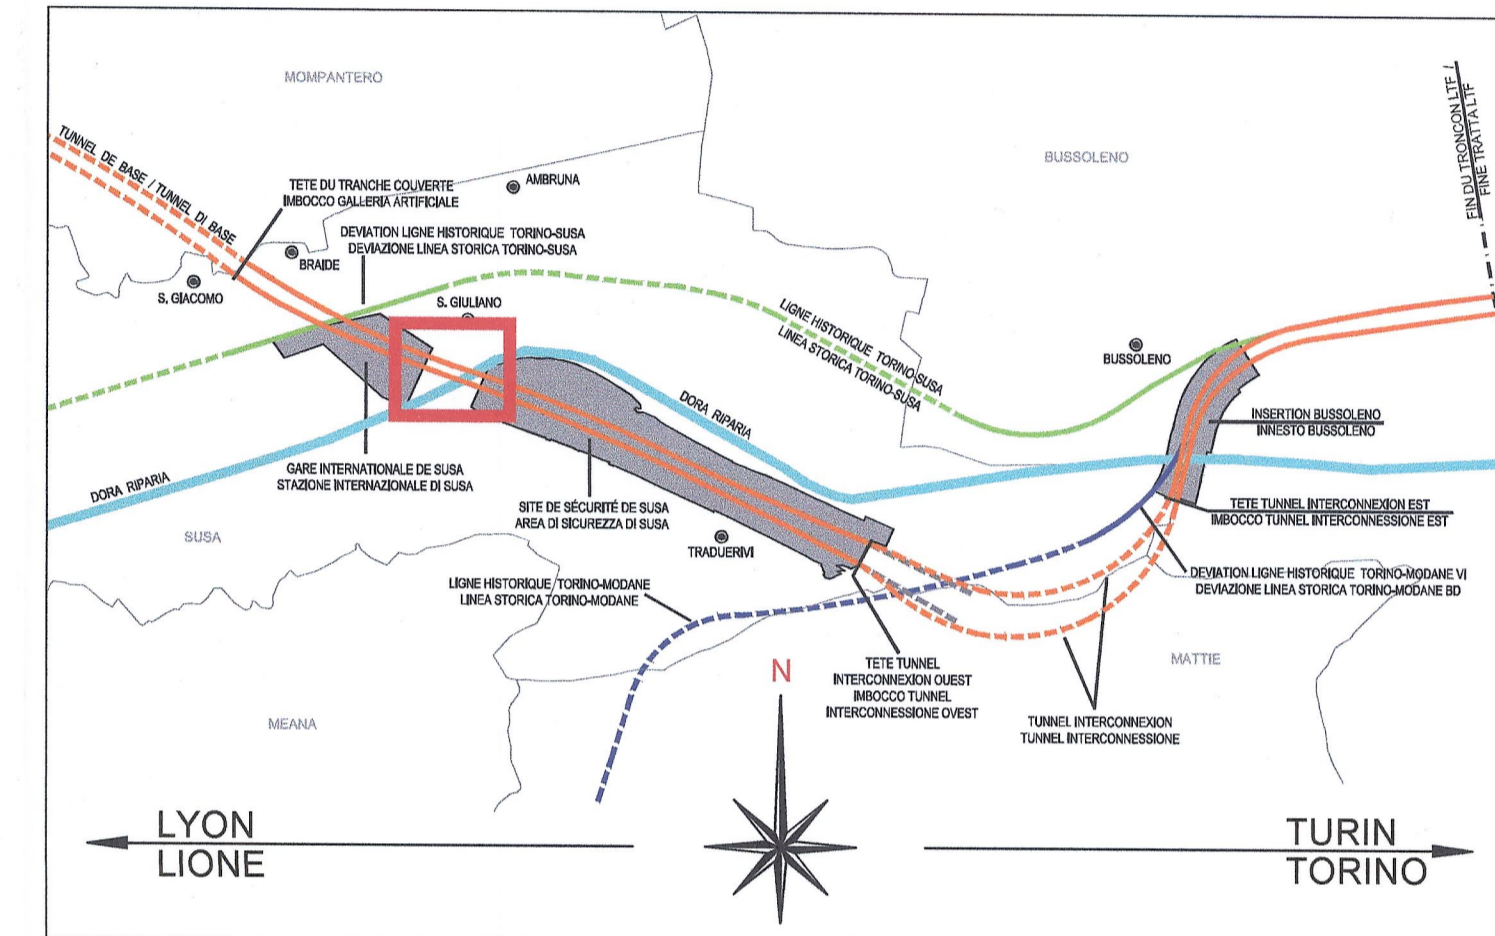 MOMPANTERO
TUNNEL DE BASE / TUNNEL DI BASE
TETE DU TRANCHE COUVERTE
IMBOCCO GALLERIA ARTIFICIALE
AMBRUNA
BUSSOLENO
FIN DU TRONCON LTF /
FINE TRATTA LTF
DEVIATION LIGNE HISTORIQUE TORINO-SUSA
DEVIAZIONE LINEA STORICA TORINO-SUSA
BRAIDE
S. GIACOMO
S. GIULIANO
LIGNE HISTORIQUE TORINO-SUSA
LINEA STORICA TORINO-SUSA
BUSSOLENO
DORA RIPARIA
INSERTION BUSSOLENO
INNESTO BUSSOLENO
DORA RIPARIA
GARE INTERNATIONALE DE SUSA
STAZIONE INTERNAZIONALE DI SUSA
SITE DE SÉCURITÉ DE SUSA
AREA DI SICUREZZA DI SUSA
TETE TUNNEL INTERCONNEXION EST
IMBOCCO TUNNEL INTERCONNESSIONE EST
SUSA
TRADUERIVI
LIGNE HISTORIQUE TORINO-MODANE
LINEA STORICA TORINO-MODANE
DEVIATION LIGNE HISTORIQUE TORINO-MODANE VI
DEVIAZIONE LINEA STORICA TORINO-MODANE BD
TETE TUNNEL
INTERCONNEXION OUEST
IMBOCCO TUNNEL
INTERCONNESSIONE OVEST
MATTIE
N
MEANA
TUNNEL INTERCONNEXION
TUNNEL INTERCONNESSIONE
LYON
LIONE
TURIN
TORINO